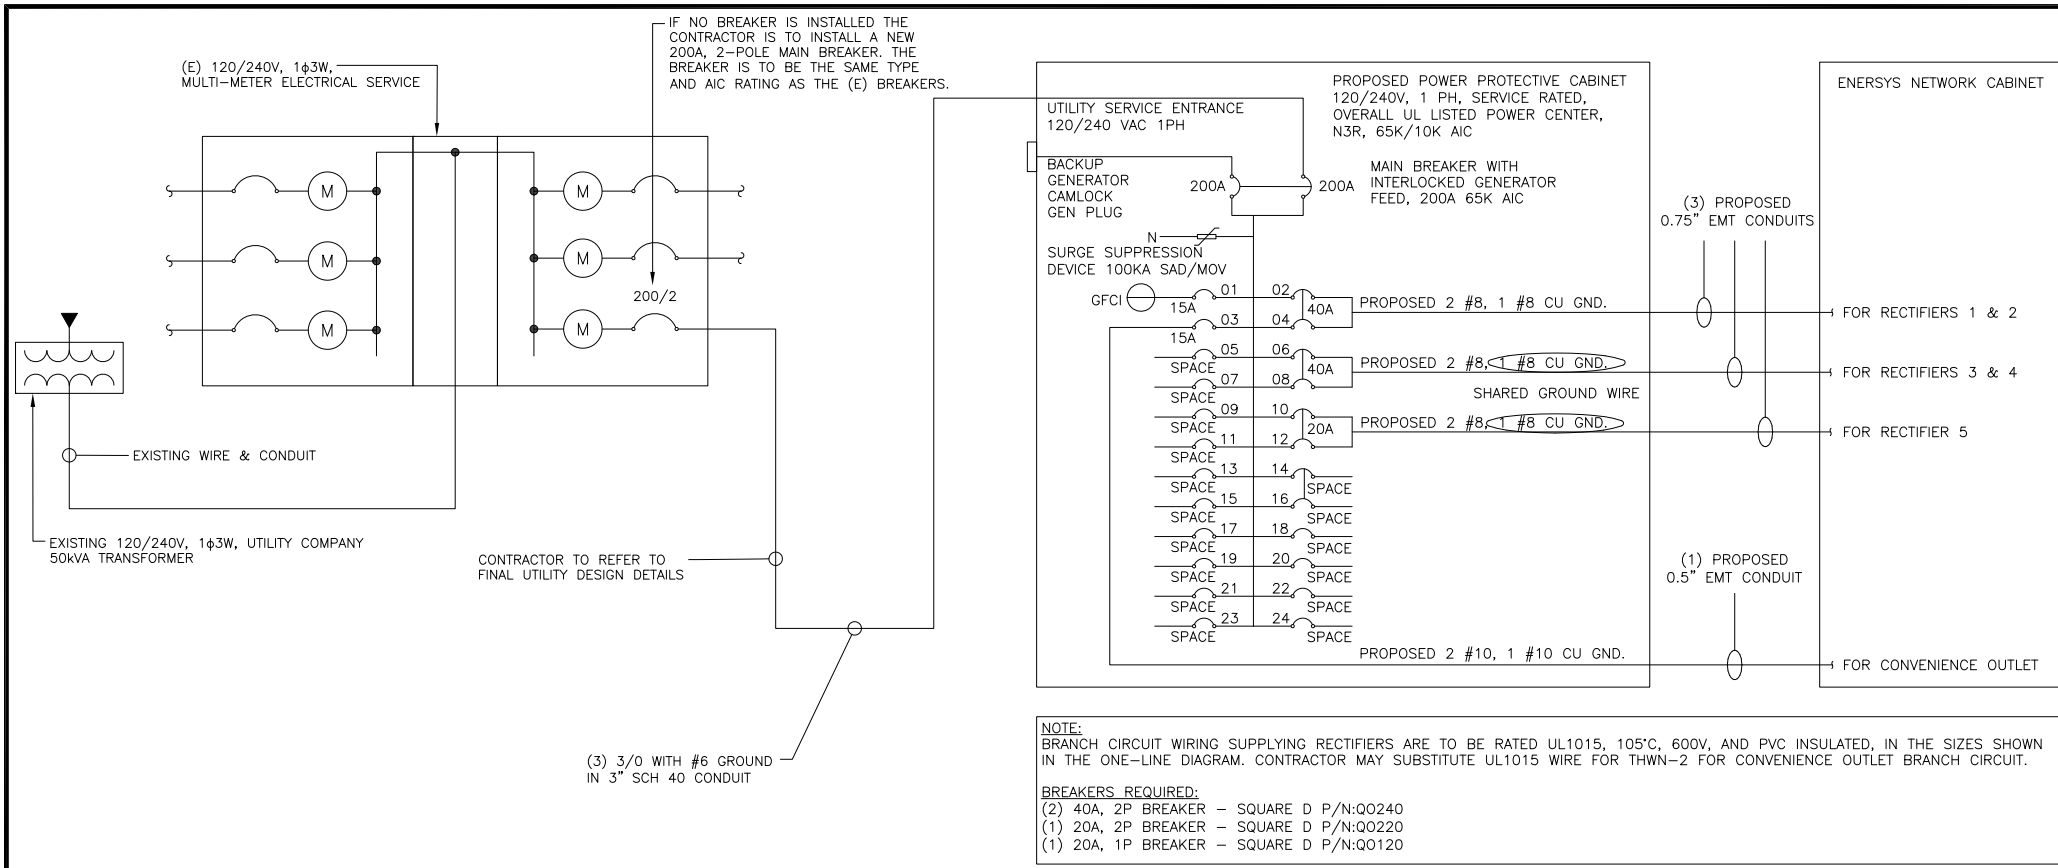 IF NO BREAKER IS INSTALLED THE
CONTRACTOR IS TO INSTALL A NEW
200A, 2-POLE MAIN BREAKER. THE
BREAKER IS TO BE THE SAME TYPE
AND AIC RATING AS THE (E) BREAKERS.
(E) 120/240V, 1ϕ3W,
MULTI-METER ELECTRICAL SERVICE
M
M
M
M
M
M
200/2
EXISTING WIRE & CONDUIT
EXISTING 120/240V, 1ϕ3W, UTILITY COMPANY
50kVA TRANSFORMER
CONTRACTOR TO REFER TO
FINAL UTILITY DESIGN DETAILS
(3) 3/0 WITH #6 GROUND
IN 3" SCH 40 CONDUIT
UTILITY SERVICE ENTRANCE
120/240 VAC 1PH
PROPOSED POWER PROTECTIVE CABINET
120/240V, 1 PH, SERVICE RATED,
OVERALL UL LISTED POWER CENTER,
N3R, 65K/10K AIC
BACKUP
GENERATOR
CAMLOCK
GEN PLUG
200A
200A
MAIN BREAKER WITH
INTERLOCKED GENERATOR
FEED, 200A 65K AIC
N
SURGE SUPPRESSION
DEVICE 100KA SAD/MOV
GFCI
15A
01
02
40A
PROPOSED 2 #8, 1 #8 CU GND.
15A
03
04
SPACE
05
06
40A
PROPOSED 2 #8, 1 #8 CU GND.
SPACE
07
08
SHARED GROUND WIRE
SPACE
09
10
20A
PROPOSED 2 #8, 1 #8 CU GND.
SPACE
11
12
SPACE
13
14
SPACE
SPACE
15
16
SPACE
SPACE
17
18
SPACE
SPACE
19
20
SPACE
SPACE
21
22
SPACE
SPACE
23
24
SPACE
PROPOSED 2 #10, 1 #10 CU GND.
(3) PROPOSED
0.75" EMT CONDUITS
(1) PROPOSED
0.5" EMT CONDUIT
ENERSYS NETWORK CABINET
FOR RECTIFIERS 1 & 2
FOR RECTIFIERS 3 & 4
FOR RECTIFIER 5
FOR CONVENIENCE OUTLET
NOTE:
BRANCH CIRCUIT WIRING SUPPLYING RECTIFIERS ARE TO BE RATED UL1015, 105°C, 600V, AND PVC INSULATED, IN THE SIZES SHOWN
IN THE ONE-LINE DIAGRAM. CONTRACTOR MAY SUBSTITUTE UL1015 WIRE FOR THWN-2 FOR CONVENIENCE OUTLET BRANCH CIRCUIT.
BREAKERS REQUIRED:
(2) 40A, 2P BREAKER - SQUARE D P/N:QO240
(1) 20A, 2P BREAKER - SQUARE D P/N:QO220
(1) 20A, 1P BREAKER - SQUARE D P/N:QO120